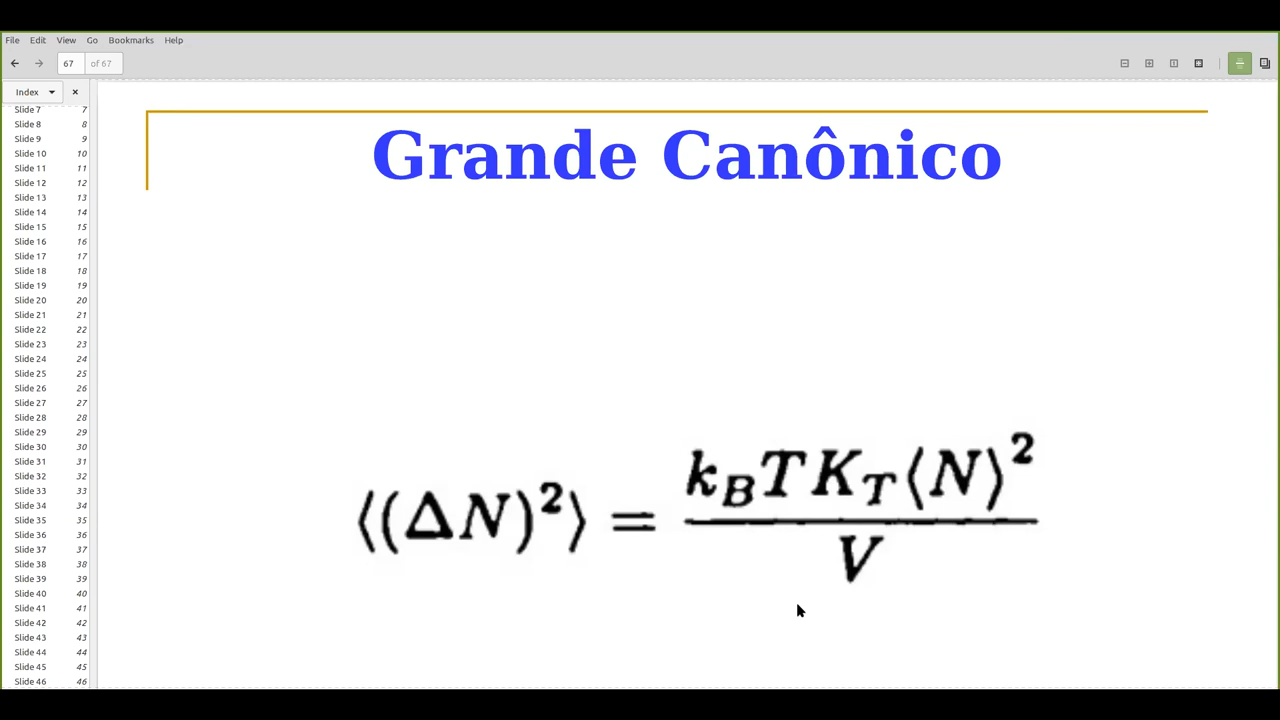 File Edit View Go Bookmarks Help
67 of 67
Index
Slide 7 7
Slide 8 8
Slide 9 9
Slide 10 10
Slide 11 11
Slide 12 12
Slide 13 13
Slide 14 14
Slide 15 15
Slide 16 16
Slide 17 17
Slide 18 18
Slide 19 19
Slide 20 20
Slide 21 21
Slide 22 22
Slide 23 23
Slide 24 24
Slide 25 25
Slide 26 26
Slide 27 27
Slide 28 28
Slide 29 29
Slide 30 30
Slide 31 31
Slide 32 32
Slide 33 33
Slide 34 34
Slide 35 35
Slide 36 36
Slide 37 37
Slide 38 38
Slide 39 39
Slide 40 40
Slide 41 41
Slide 42 42
Slide 43 43
Slide 44 44
Slide 45 45
Slide 46 46
Grande Canônico
⟨(ΔN)²⟩ = k_B T K_T ⟨N⟩² / V